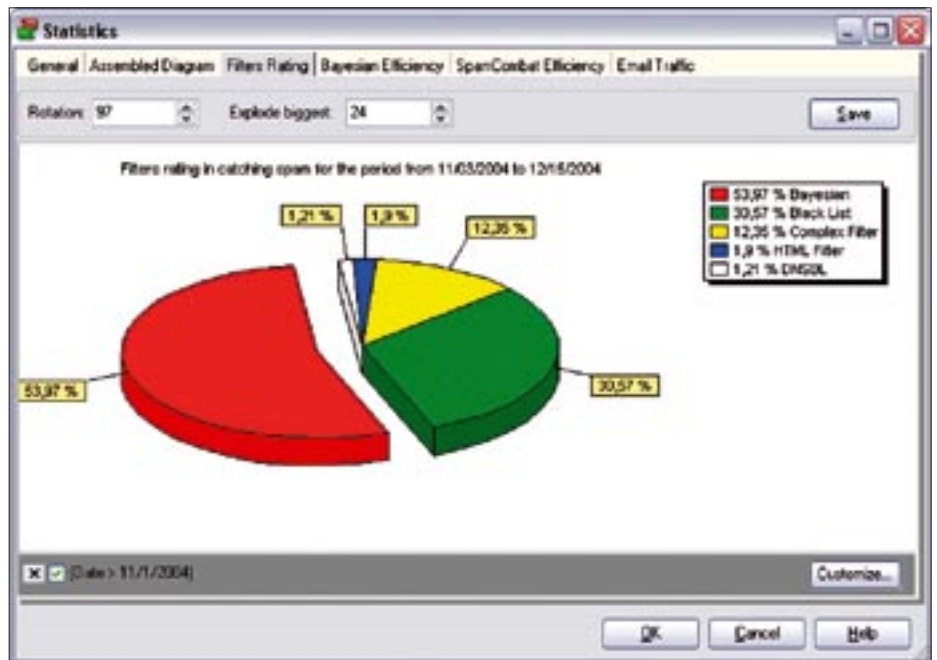 Statistics
General Assembled Diagram Filters Rating Bayesian Efficiency SpamCombat Efficiency Email Traffic
Rotation: 97 Explode biggest: 24 Save
Filters rating in catching spam for the period from 11/03/2004 to 12/15/2004
53,97 % Bayesian
30,57 % Black List
12,35 % Complex Filter
1,9 % HTML Filter
1,21 % DNSBL
1,21 %
1,9 %
12,35 %
53,97 %
30,57 %
(Date > 11/1/2004)
Customize...
OK Cancel Help